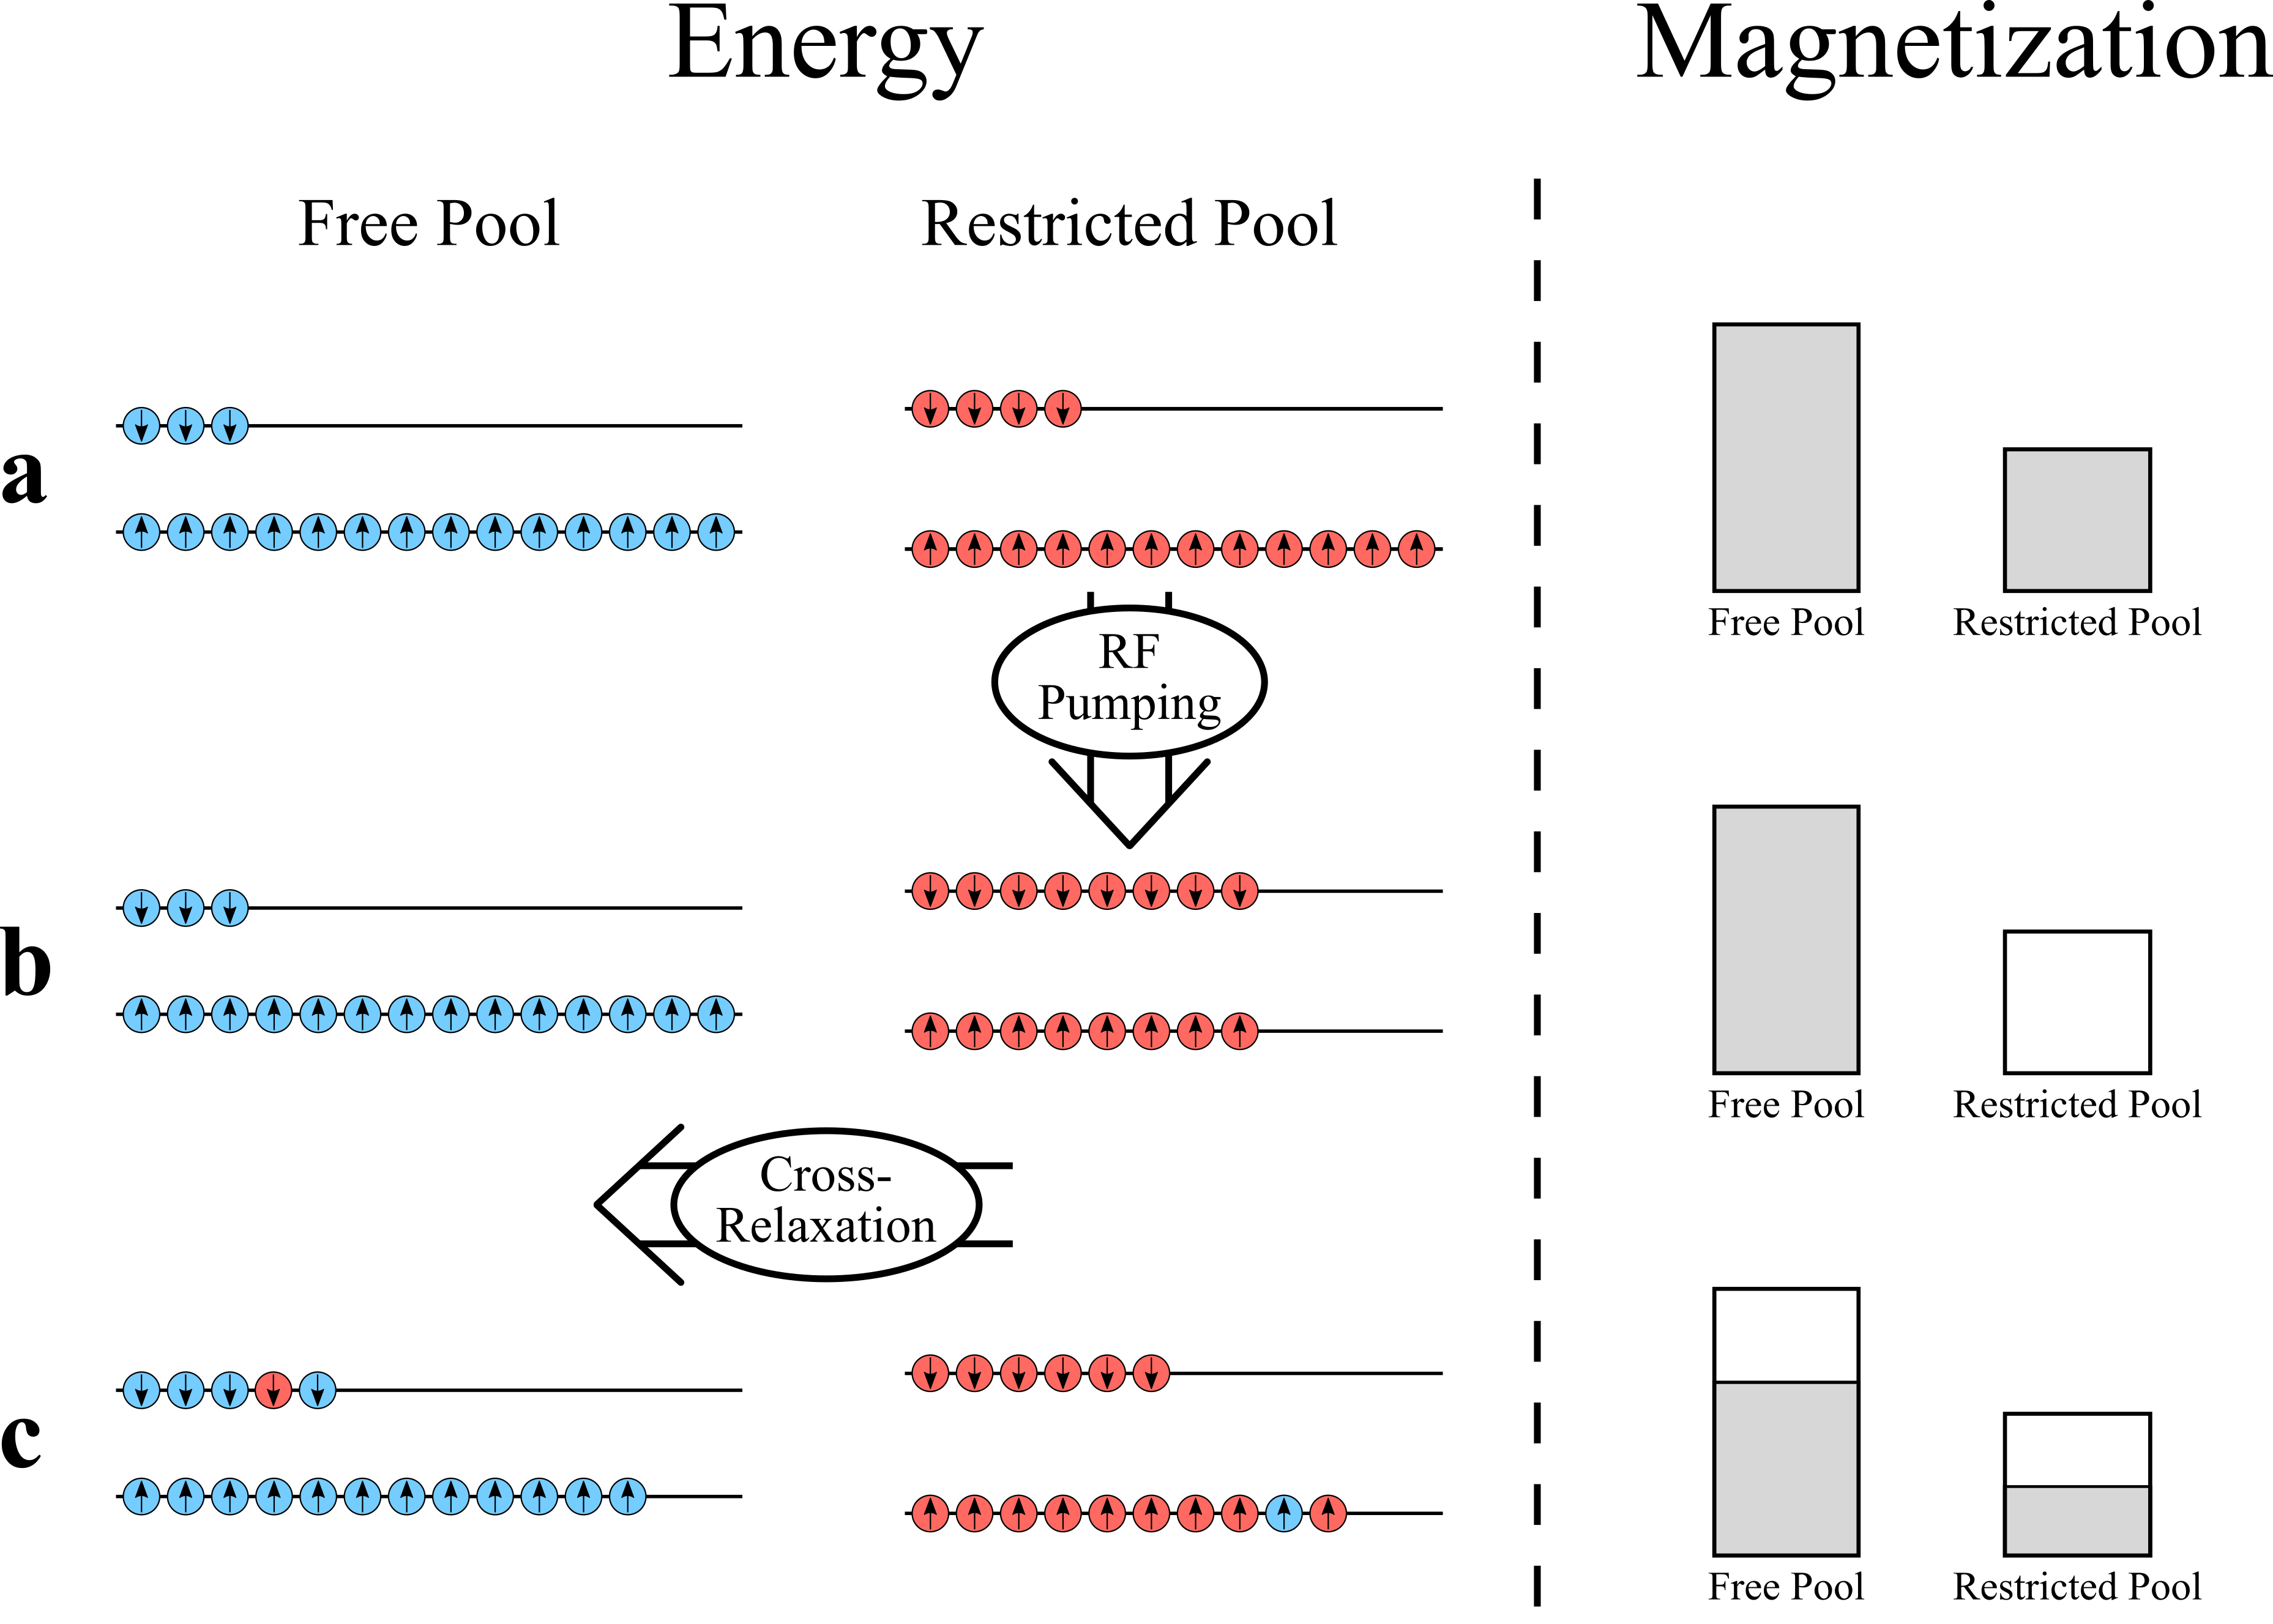 Energy
Magnetization
Free Pool
Restricted Pool
a
Free Pool
Restricted Pool
RF
Pumping
b
Free Pool
Restricted Pool
Cross-
Relaxation
c
Free Pool
Restricted Pool